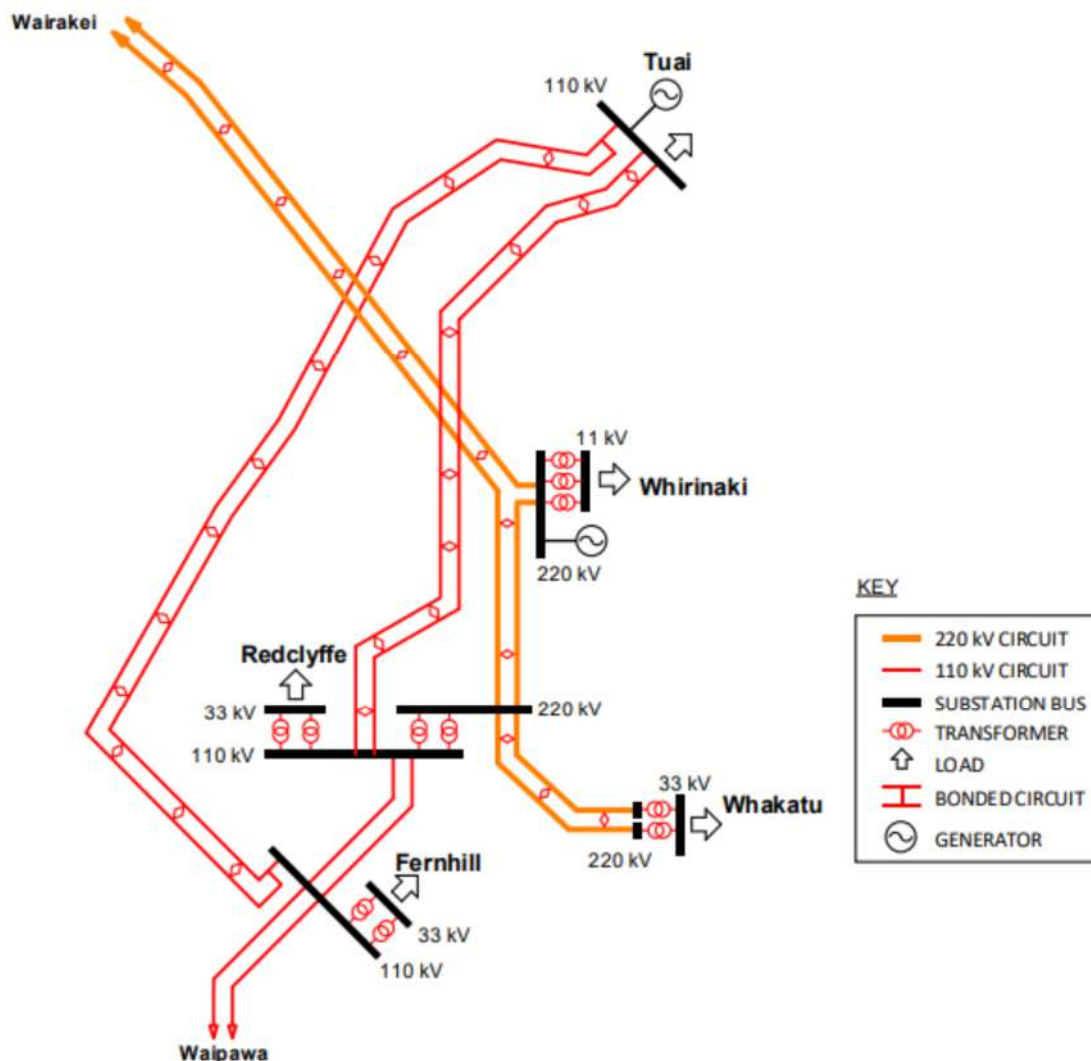 Wairakei
Tuai
110 kV
11 kV
Whirinaki
220 kV
KEY
220 kV CIRCUIT
110 kV CIRCUIT
SUBSTATION BUS
TRANSFORMER
LOAD
BONDED CIRCUIT
GENERATOR
Redclyffe
33 kV
220 kV
110 kV
33 kV
Whakatu
220 kV
Fernhill
33 kV
110 kV
Waipawa